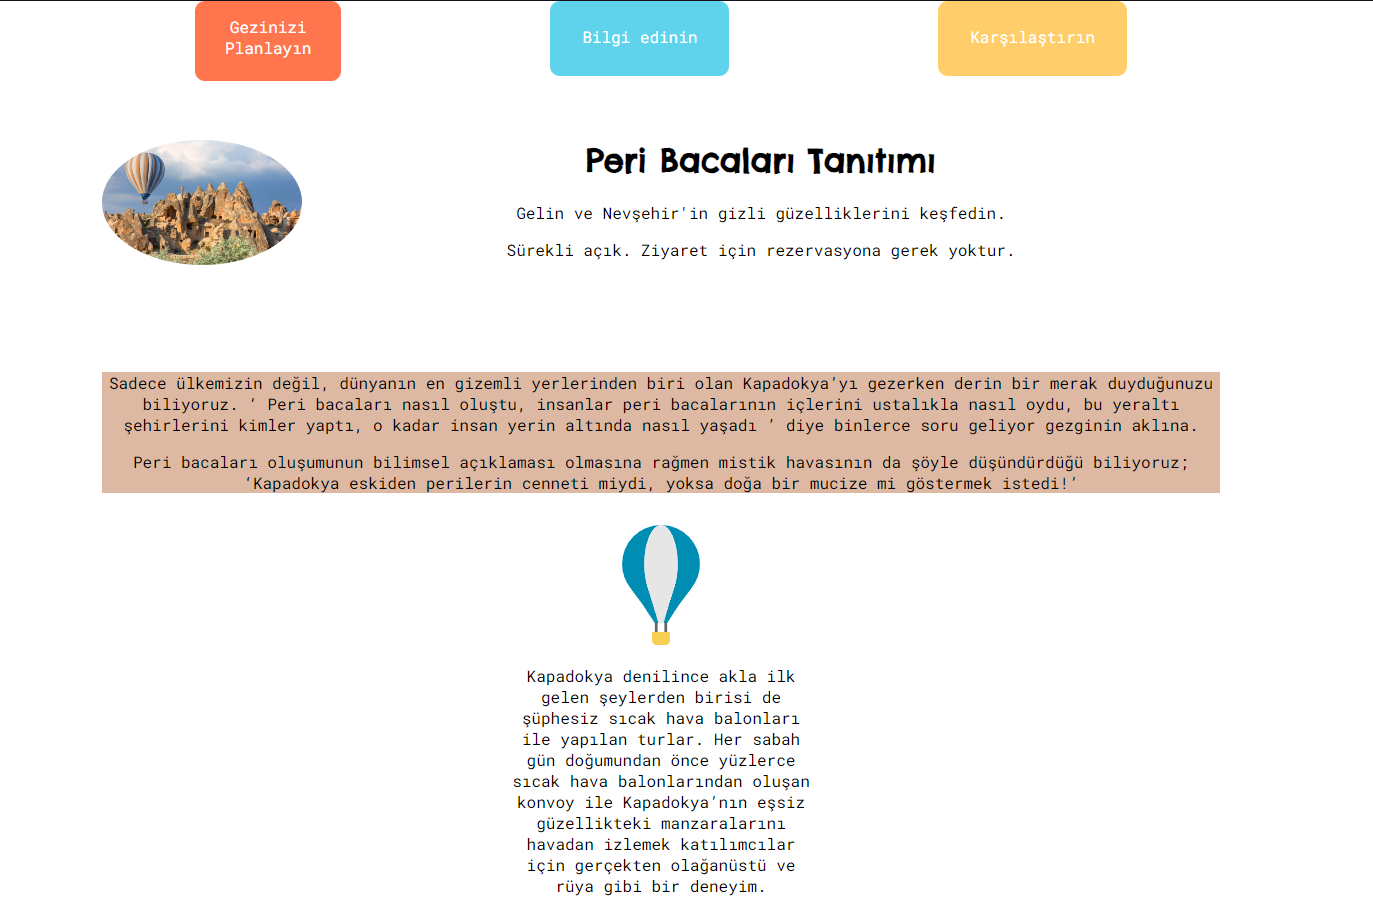 Gezinizi
Planlayın
Bilgi edinin
Karşılaştırın
Peri Bacaları Tanıtımı
Gelin ve Nevşehir'in gizli güzelliklerini keşfedin.
Sürekli açık. Ziyaret için rezervasyona gerek yoktur.
Sadece ülkemizin değil, dünyanın en gizemli yerlerinden biri olan Kapadokya’yı gezerken derin bir merak duyduğunuzu
biliyoruz. ‘ Peri bacaları nasıl oluştu, insanlar peri bacalarının içlerini ustalıkla nasıl oydu, bu yeraltı
şehirlerini kimler yaptı, o kadar insan yerin altında nasıl yaşadı ’ diye binlerce soru geliyor gezginin aklına.
Peri bacaları oluşumunun bilimsel açıklaması olmasına rağmen mistik havasının da şöyle düşündürdüğü biliyoruz;
‘Kapadokya eskiden perilerin cenneti miydi, yoksa doğa bir mucize mi göstermek istedi!’
Kapadokya denilince akla ilk
gelen şeylerden birisi de
şüphesiz sıcak hava balonları
ile yapılan turlar. Her sabah
gün doğumundan önce yüzlerce
sıcak hava balonlarından oluşan
konvoy ile Kapadokya’nın eşsiz
güzellikteki manzaralarını
havadan izlemek katılımcılar
için gerçekten olağanüstü ve
rüya gibi bir deneyim.